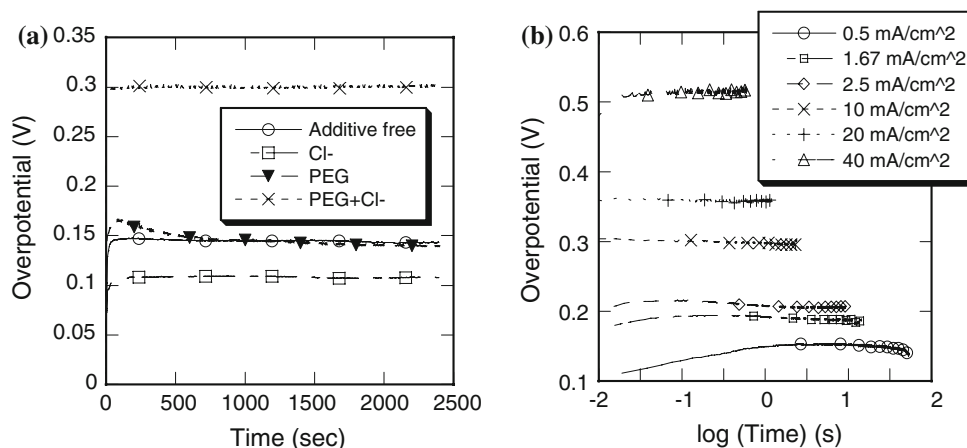 (a)
0.35
0.3
0.25
0.2
0.15
0.1
0.05
0
Overpotential (V)
Additive free
Cl-
PEG
PEG+Cl-
0 500 1000 1500 2000 2500
Time (sec)
(b)
0.6
0.5
0.4
0.3
0.2
0.1
Overpotential (V)
0.5 mA/cm^2
1.67 mA/cm^2
2.5 mA/cm^2
10 mA/cm^2
20 mA/cm^2
40 mA/cm^2
-2 -1 0 1 2
log (Time) (s)